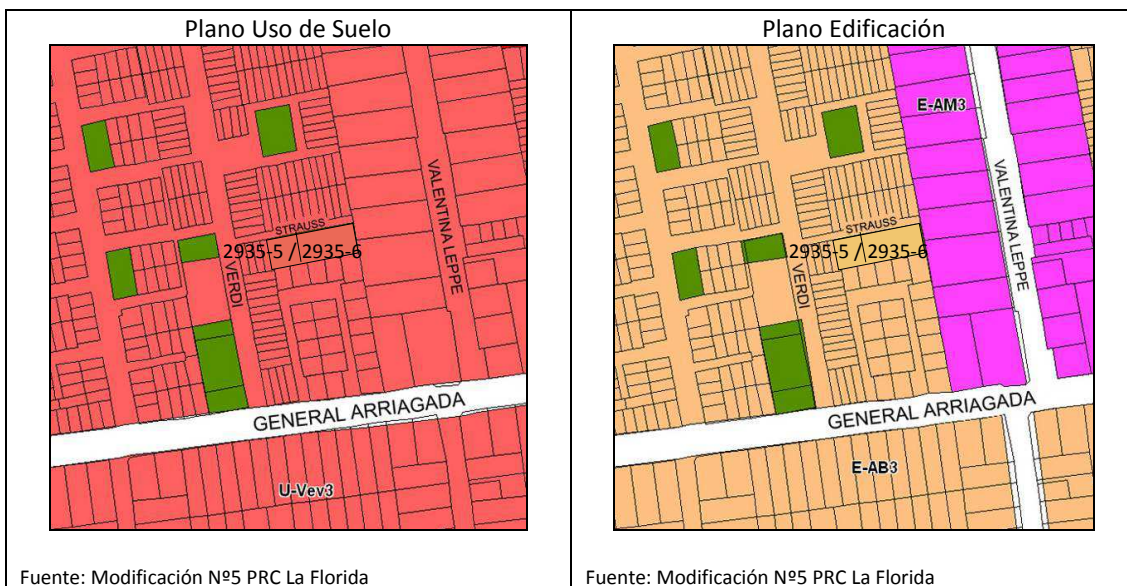 Plano Uso de Suelo
STRAUSS
2935-5 / 2935-6
VERDI
VALENTINA LEPPE
GENERAL ARRIAGADA
U-Vev3
Fuente: Modificación Nº5 PRC La Florida
Plano Edificación
E-AM3
STRAUSS
2935-5 / 2935-6
VERDI
VALENTINA LEPPE
GENERAL ARRIAGADA
E-AB3
Fuente: Modificación Nº5 PRC La Florida